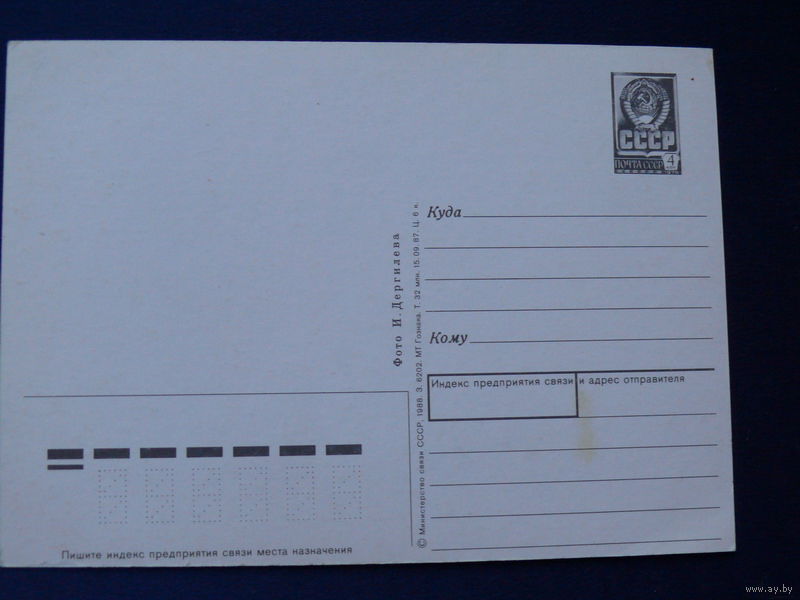 СССР
ПОЧТА СССР 4
Куда
Кому
Индекс предприятия связи и адрес отправителя
Фото И. Дергилева
© Министерство связи СССР, 1988. З. 6202. МТ Гознака. Т. 32 млн. 15.09.87. Ц. 6 к.
Пишите индекс предприятия связи места назначения
www.ay.by